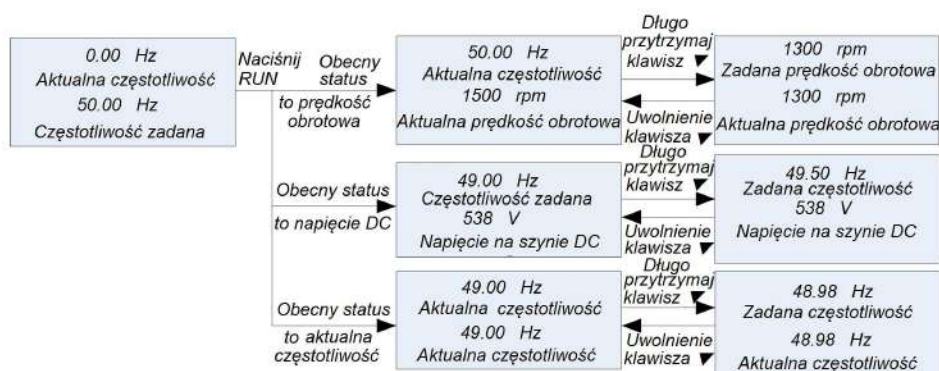 0.00 Hz
Aktualna częstotliwość
50.00 Hz
Częstotliwość zadana
Naciśnij
RUN
Obecny
status
to prędkość
obrotowa
50.00 Hz
Aktualna częstotliwość
1500 rpm
Aktualna prędkość obrotowa
Długo
przytrzymaj
klawisz
Uwolnienie
klawisza
1300 rpm
Zadana prędkość obrotowa
1300 rpm
Aktualna prędkość obrotowa
Obecny status
to napięcie DC
49.00 Hz
Częstotliwość zadana
538 V
Napięcie na szynie DC
Długo
przytrzymaj
klawisz
Uwolnienie
klawisza
49.50 Hz
Zadana częstotliwość
538 V
Napięcie na szynie DC
Obecny status
to aktualna
częstotliwość
49.00 Hz
Aktualna częstotliwość
49.00 Hz
Aktualna częstotliwość
Długo
przytrzymaj
klawisz
Uwolnienie
klawisza
48.98 Hz
Zadana częstotliwość
48.98 Hz
Aktualna częstotliwość